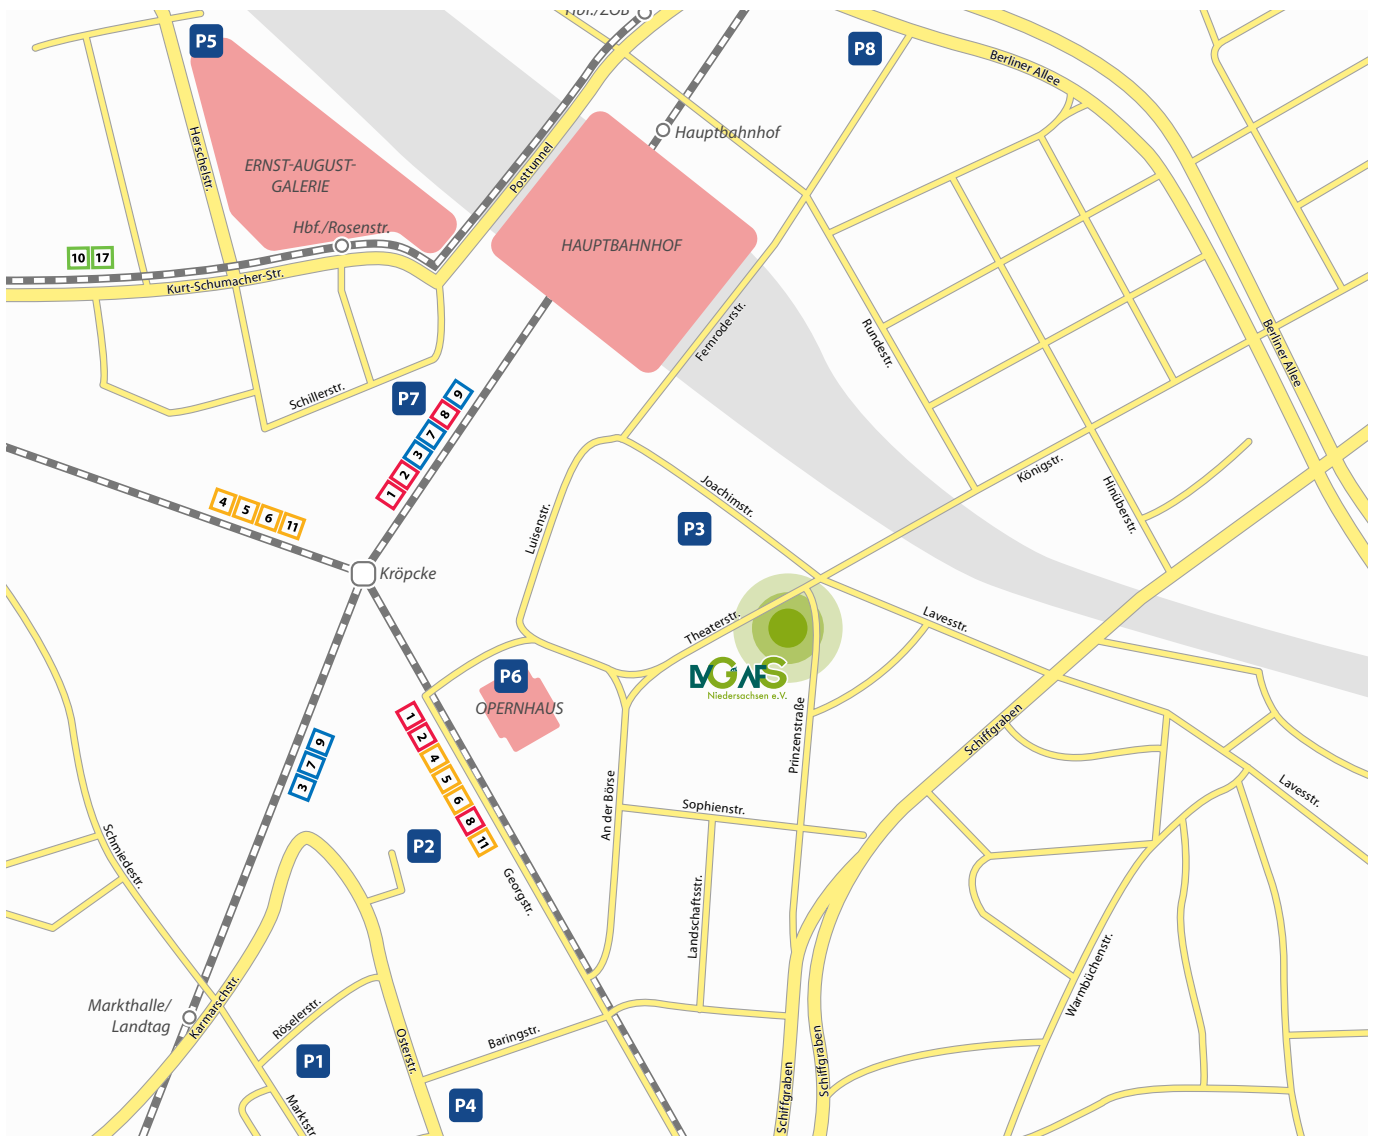 Hbf./ZOB
P5
P8
Berliner Allee
Herschelstr.
Posttunnel
Hauptbahnhof
ERNST-AUGUST-
GALERIE
Hbf./Rosenstr.
HAUPTBAHNHOF
10 17
Kurt-Schumacher-Str.
Fernroderstr.
Rundestr.
Berliner Allee
Schillerstr.
P7
9
8
7
3
2
1
4 5 6 11
Königstr.
Joachimstr.
Hinüberstr.
Luisenstr.
P3
Kröpcke
Theaterstr.
Lavesstr.
P6
LVG & AFS
Niedersachsen e.V.
OPERNHAUS
Prinzenstraße
Schiffgraben
1
2
4
5
6
8
11
9
7
3
Lavesstr.
An der Börse
Sophienstr.
P2
Schmiedestr.
Georgstr.
Landschaftsstr.
Warmbüchenstr.
Markthalle/
Landtag
Karmarschstr.
Röselerstr.
Osterstr.
Baringstr.
P1
Schiffgraben
Schiffgraben
P4
Marktstr